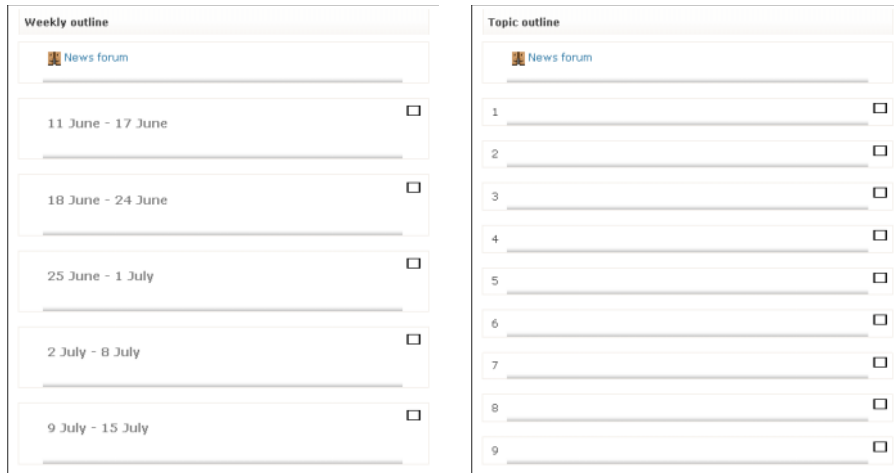 Weekly outline
News forum
11 June - 17 June
18 June - 24 June
25 June - 1 July
2 July - 8 July
9 July - 15 July
Topic outline
News forum
1
2
3
4
5
6
7
8
9